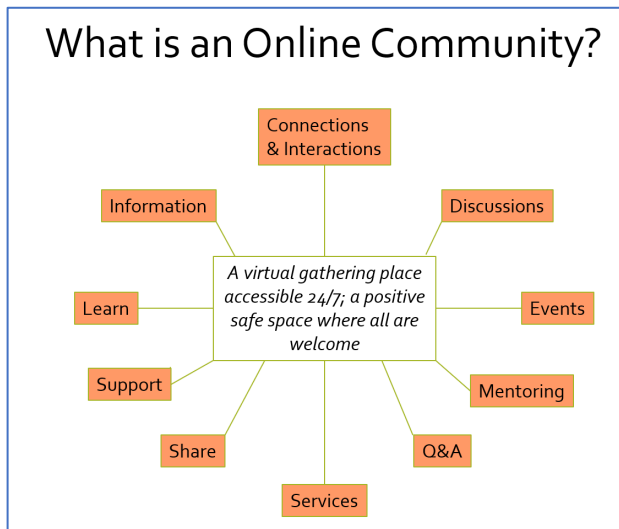 What is an Online Community?
Connections
& Interactions
Information
Discussions
A virtual gathering place
accessible 24/7; a positive
safe space where all are
welcome
Learn
Events
Support
Mentoring
Share
Q&A
Services